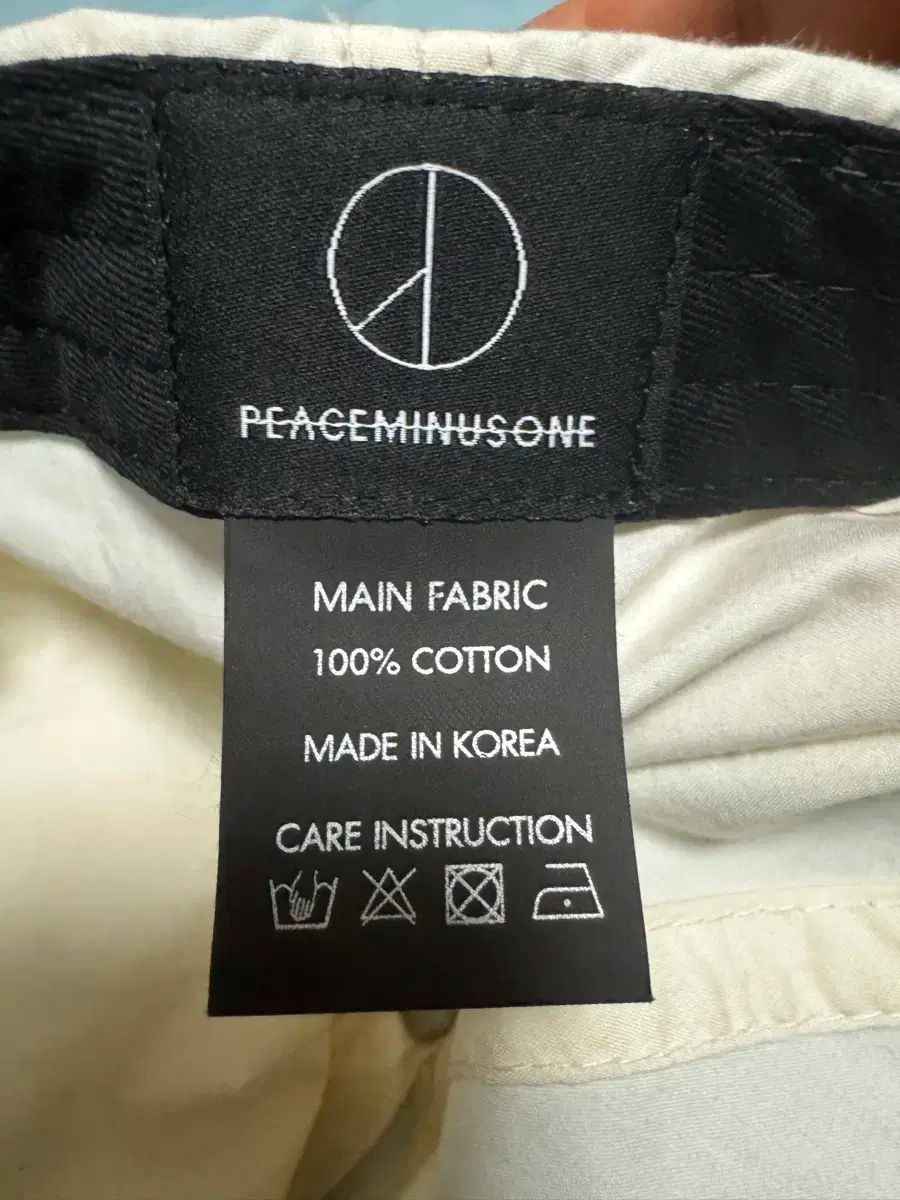 PEACEMINUSONE
MAIN FABRIC
100% COTTON
MADE IN KOREA
CARE INSTRUCTION